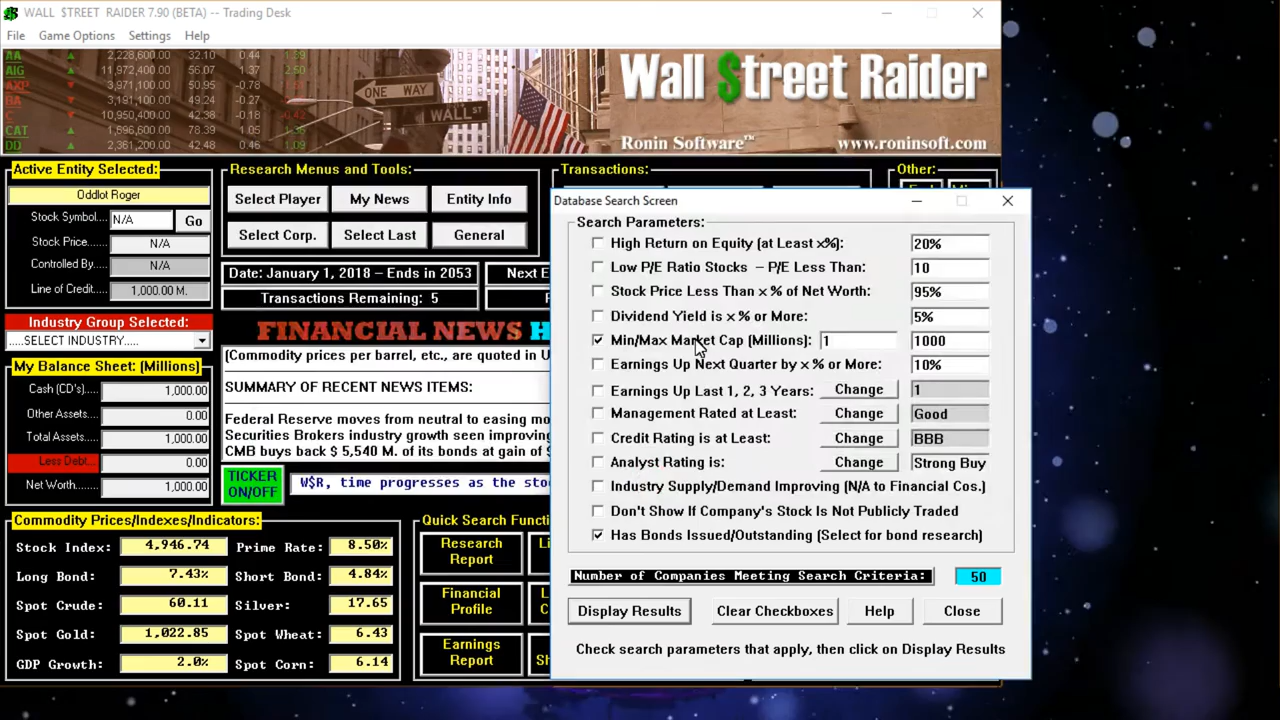 WALL $TREET RAIDER 7.90 (BETA) -- Trading Desk
File Game Options Settings Help
AA 2,228,600.00 32.10 0.44 1.39
AIG 11,972,400.00 56.07 1.37 2.50
AXP 3,971,100.00 50.95 -0.78
BA 3,191,100.00 49.24 -0.27
C 10,950,400.00 42.38 -0.18 -0.42
CAT 1,596,600.00 78.39 1.05
DD 2,361,200.00 42.48 0.46 1.09
ONE WAY
WALL ST
Wall $treet Raider
Ronin Software™ www.roninsoft.com
Active Entity Selected:
Oddlot Roger
Stock Symbol.... N/A Go
Stock Price.... N/A
Controlled By.... N/A
Line of Credit.... 1,000.00 M.
Research Menus and Tools:
Select Player My News Entity Info
Select Corp. Select Last General
Transactions:
Other:
Date: January 1, 2018 – Ends in 2053
Next E
Transactions Remaining: 5
Industry Group Selected:
.....SELECT INDUSTRY.....
My Balance Sheet: (Millions)
Cash (CD's)..... 1,000.00
Other Assets..... 0.00
Total Assets..... 1,000.00
Less Debt... 0.00
Net Worth....... 1,000.00
FINANCIAL NEWS H
(Commodity prices per barrel, etc., are quoted in U
SUMMARY OF RECENT NEWS ITEMS:
Federal Reserve moves from neutral to easing mo
Securities Brokers industry growth seen improving
CMB buys back $ 5,540 M. of its bonds at gain of $
TICKER
ON/OFF
W$R, time progresses as the sto
Commodity Prices/Indexes/Indicators:
Stock Index: 4,946.74 Prime Rate: 8.50%
Long Bond: 7.43% Short Bond: 4.84%
Spot Crude: 60.11 Silver: 17.65
Spot Gold: 1,022.85 Spot Wheat: 6.43
GDP Growth: 2.0% Spot Corn: 6.14
Quick Search Functi
Research
Report
Financial
Profile
Earnings
Report
Database Search Screen
Search Parameters:
High Return on Equity (at Least x%): 20%
Low P/E Ratio Stocks – P/E Less Than: 10
Stock Price Less Than x % of Net Worth: 95%
Dividend Yield is x % or More: 5%
Min/Max Market Cap (Millions): 1 1000
Earnings Up Next Quarter by x % or More: 10%
Earnings Up Last 1, 2, 3 Years: Change 1
Management Rated at Least: Change Good
Credit Rating is at Least: Change BBB
Analyst Rating is: Change Strong Buy
Industry Supply/Demand Improving (N/A to Financial Cos.)
Don't Show If Company's Stock Is Not Publicly Traded
Has Bonds Issued/Outstanding (Select for bond research)
Number of Companies Meeting Search Criteria: 50
Display Results Clear Checkboxes Help Close
Check search parameters that apply, then click on Display Results